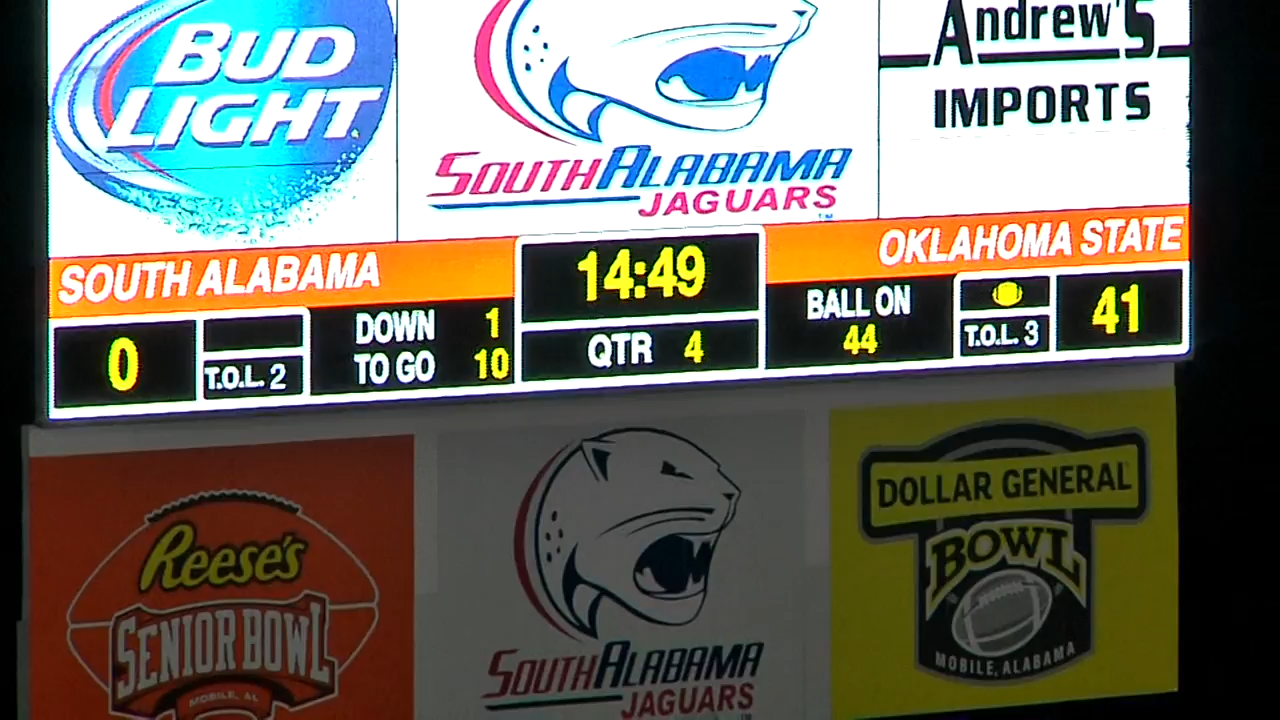 BUD
LIGHT
SOUTH ALABAMA
JAGUARS
TM
Andrew's
IMPORTS
SOUTH ALABAMA
14:49
OKLAHOMA STATE
0
T.O.L. 2
DOWN 1
TO GO 10
QTR 4
BALL ON
44
T.O.L. 3
41
Reese's
SENIOR BOWL
MOBILE, AL
SOUTH ALABAMA
JAGUARS
DOLLAR GENERAL
BOWL
MOBILE, ALABAMA